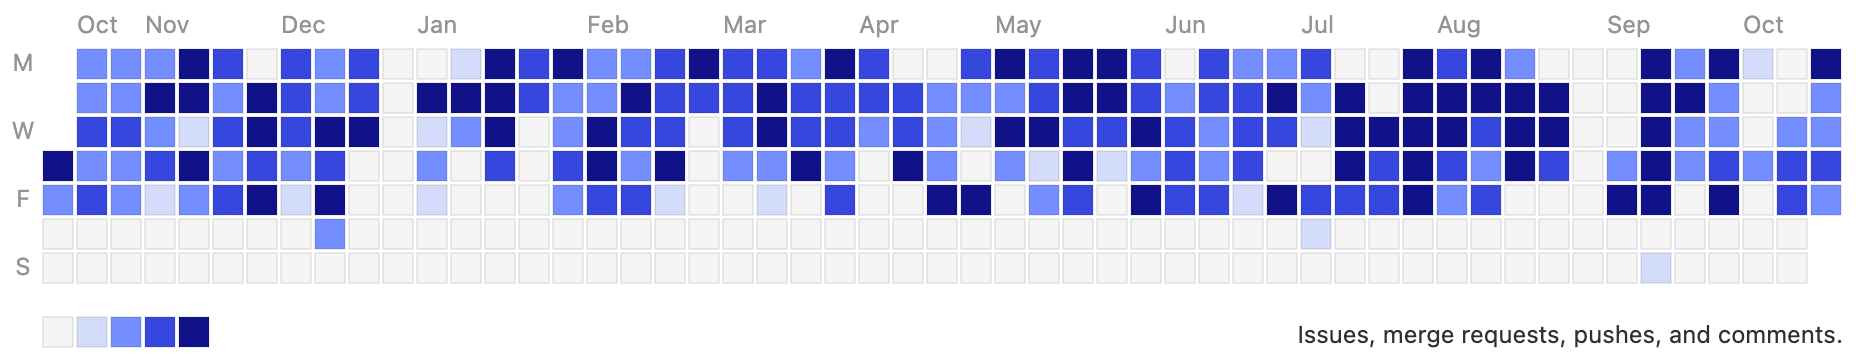 Oct Nov Dec Jan Feb Mar Apr May Jun Jul Aug Sep Oct
M
W
F
S
Issues, merge requests, pushes, and comments.